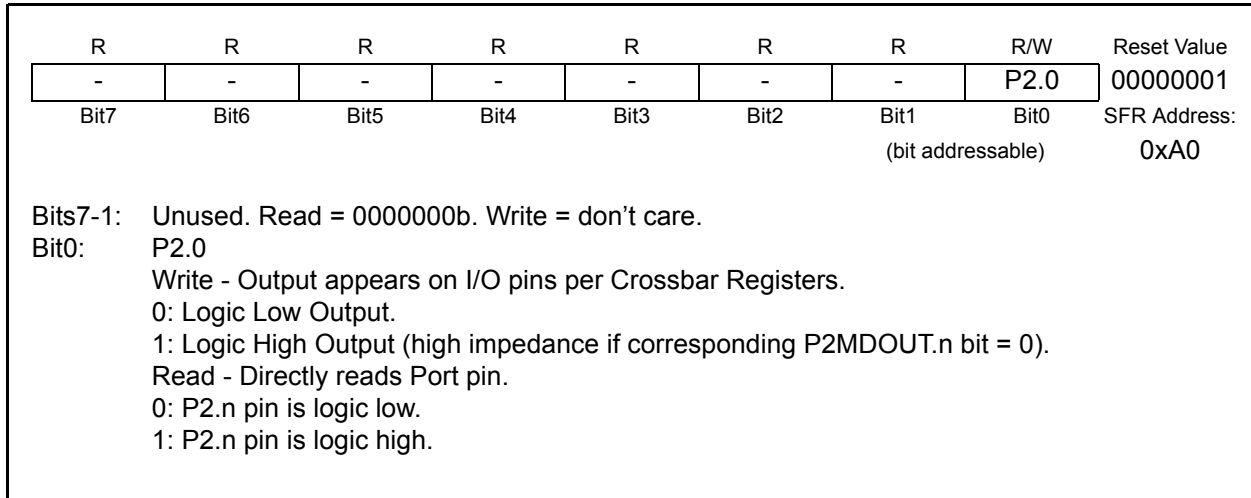 R R R R R R R R/W Reset Value
- - - - - - - P2.0 00000001
Bit7 Bit6 Bit5 Bit4 Bit3 Bit2 Bit1 Bit0 SFR Address:
(bit addressable) 0xA0
Bits7-1: Unused. Read = 0000000b. Write = don’t care.
Bit0: P2.0
Write - Output appears on I/O pins per Crossbar Registers.
0: Logic Low Output.
1: Logic High Output (high impedance if corresponding P2MDOUT.n bit = 0).
Read - Directly reads Port pin.
0: P2.n pin is logic low.
1: P2.n pin is logic high.